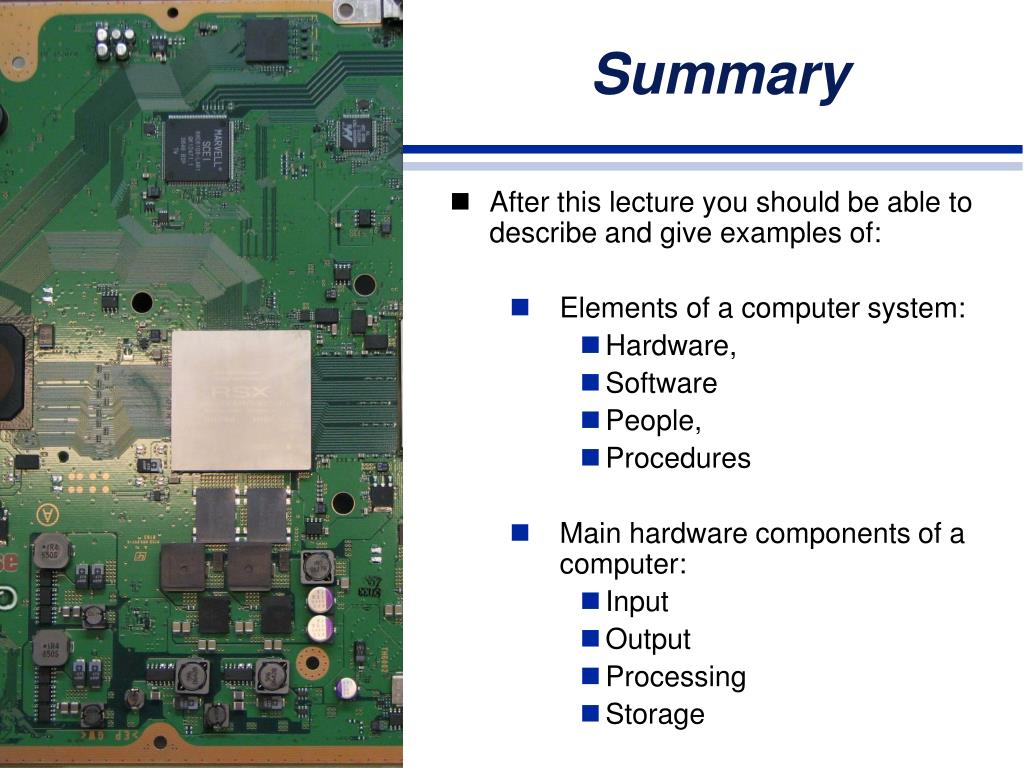 Summary
After this lecture you should be able to
describe and give examples of:
Elements of a computer system:
Hardware,
Software
People,
Procedures
Main hardware components of a
computer:
Input
Output
Processing
Storage
MARVELL
SCEI
RSX
A